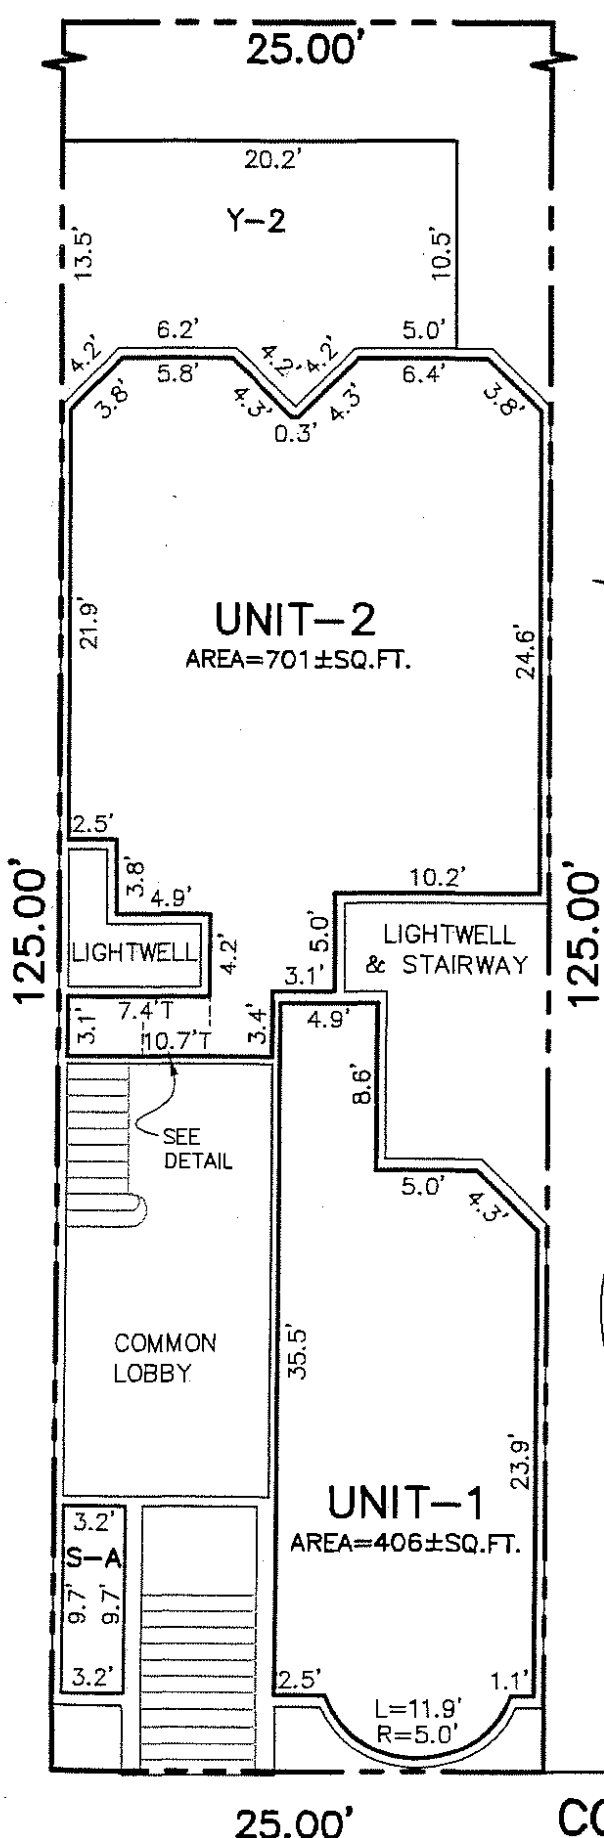 25.00'
20.2'
Y-2
13.5'
10.5'
4.2'
6.2'
4.2'
4.2'
5.0'
3.8'
5.8'
4.3'
0.3'
4.3'
6.4'
3.8'
UNIT-2
AREA=701±SQ.FT.
21.9'
24.6'
2.5'
3.8'
4.9'
10.2'
125.00'
LIGHTWELL
4.2'
5.0'
LIGHTWELL
& STAIRWAY
125.00'
3.1'
7.4'T
10.7'T
3.4'
3.1'
4.9'
8.6'
SEE
DETAIL
5.0'
4.3'
COMMON
LOBBY
35.5'
23.9'
UNIT-1
AREA=406±SQ.FT.
3.2'
S-A
9.7'
9.7'
3.2'
2.5'
1.1'
L=11.9'
R=5.0'
25.00'
CO